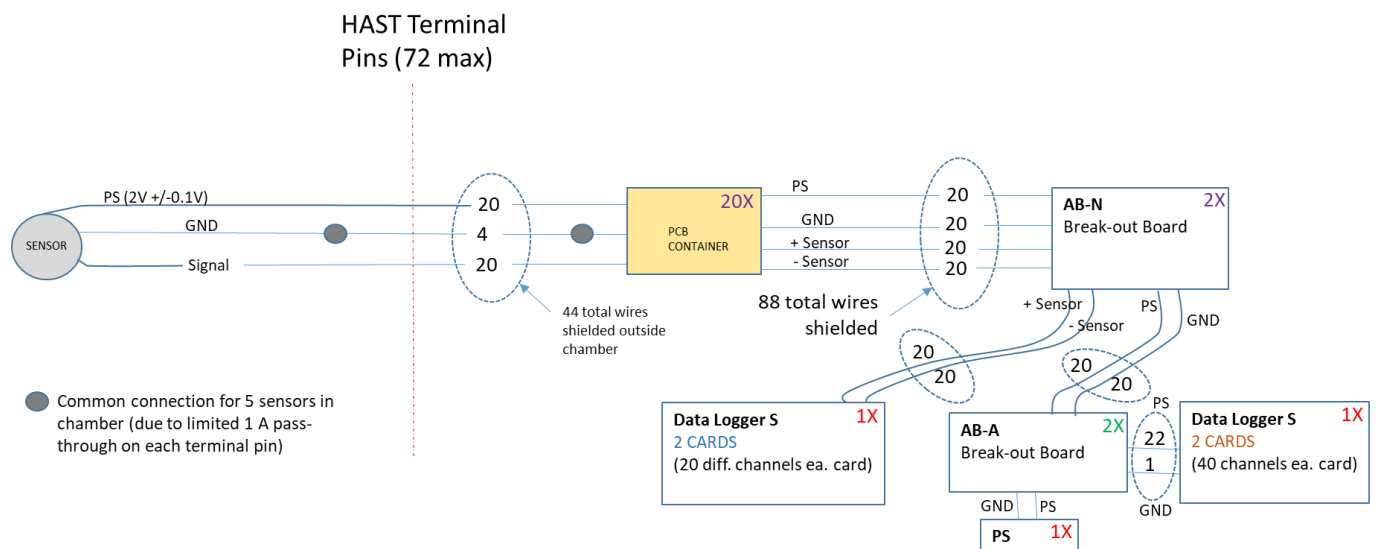 HAST Terminal
Pins (72 max)
PS (2V +/-0.1V)
GND
Signal
SENSOR
20
4
20
44 total wires
shielded outside
chamber
20X
PCB
CONTAINER
PS
GND
+ Sensor
- Sensor
20
20
20
20
88 total wires
shielded
AB-N
2X
Break-out Board
+ Sensor
- Sensor
PS
GND
20
20
20
20
Common connection for 5 sensors in
chamber (due to limited 1 A pass-
through on each terminal pin)
Data Logger S
1X
2 CARDS
(20 diff. channels ea. card)
AB-A
2X
Break-out Board
PS
22
1
GND
Data Logger S
1X
2 CARDS
(40 channels ea. card)
GND
PS
PS
1X